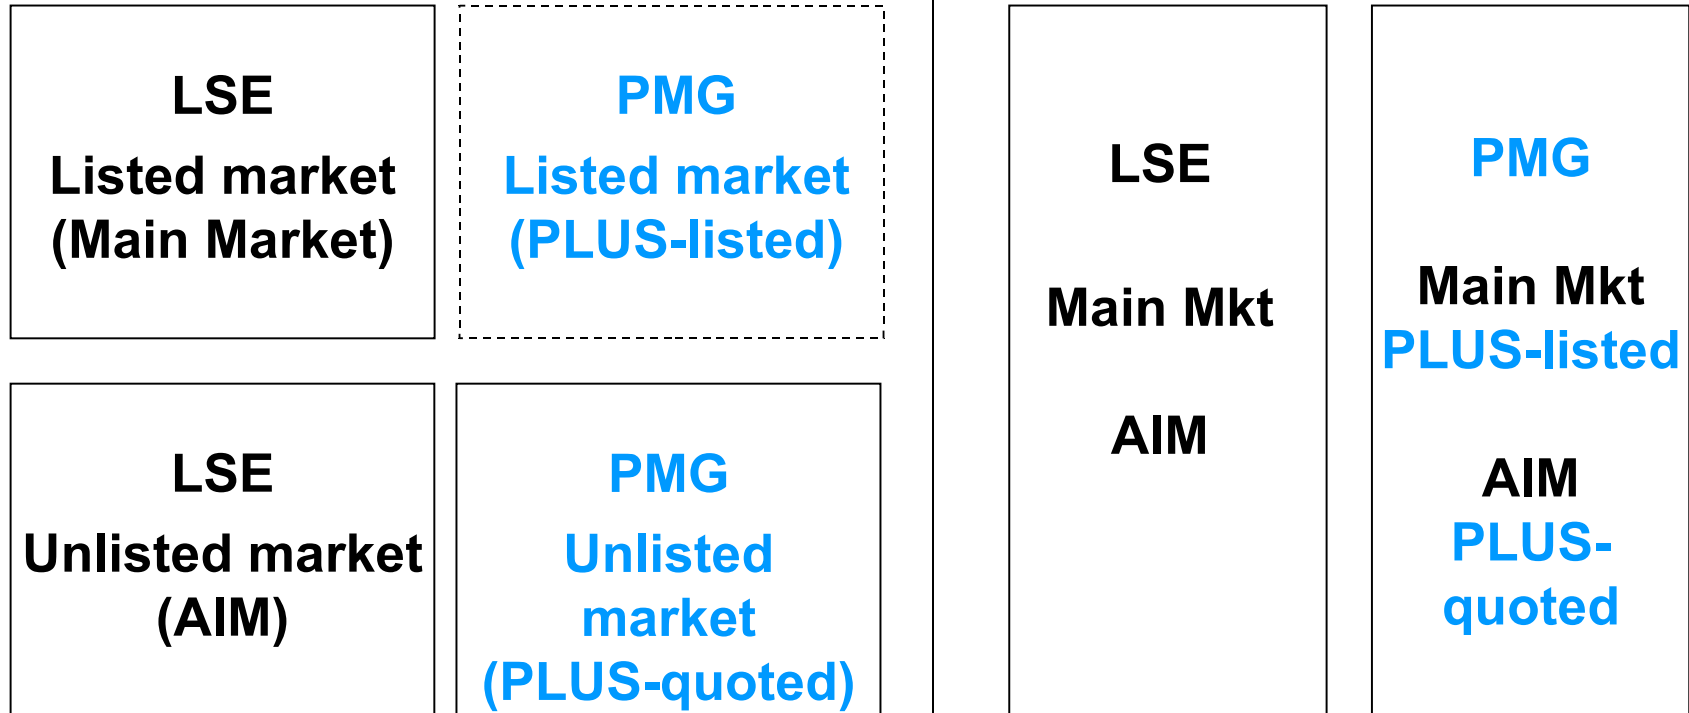 LSE
Listed market
(Main Market)
PMG
Listed market
(PLUS-listed)
LSE
Unlisted market
(AIM)
PMG
Unlisted
market
(PLUS-quoted)
LSE
Main Mkt
AIM
PMG
Main Mkt
PLUS-listed
AIM
PLUS-
quoted